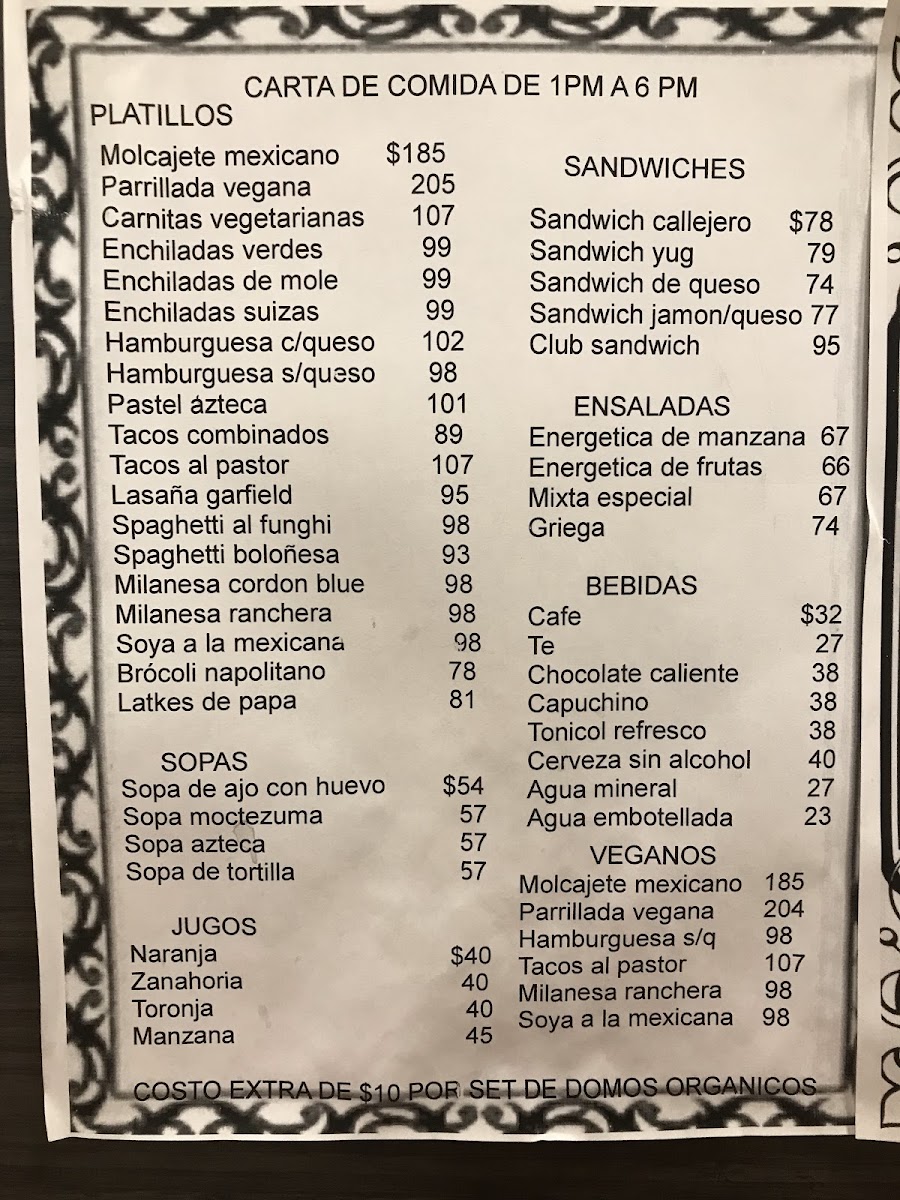 CARTA DE COMIDA DE 1PM A 6 PM
PLATILLOS
Molcajete mexicano $185
Parrillada vegana 205
Carnitas vegetarianas 107
Enchiladas verdes 99
Enchiladas de mole 99
Enchiladas suizas 99
Hamburguesa c/queso 102
Hamburguesa s/queso 98
Pastel ázteca 101
Tacos combinados 89
Tacos al pastor 107
Lasaña garfield 95
Spaghetti al funghi 98
Spaghetti boloñesa 93
Milanesa cordon blue 98
Milanesa ranchera 98
Soya a la mexicana 98
Brócoli napolitano 78
Latkes de papa 81
SOPAS
Sopa de ajo con huevo $54
Sopa moctezuma 57
Sopa azteca 57
Sopa de tortilla 57
JUGOS
Naranja $40
Zanahoria 40
Toronja 40
Manzana 45
SANDWICHES
Sandwich callejero $78
Sandwich yug 79
Sandwich de queso 74
Sandwich jamon/queso 77
Club sandwich 95
ENSALADAS
Energetica de manzana 67
Energetica de frutas 66
Mixta especial 67
Griega 74
BEBIDAS
Cafe $32
Te 27
Chocolate caliente 38
Capuchino 38
Tonicol refresco 38
Cerveza sin alcohol 40
Agua mineral 27
Agua embotellada 23
VEGANOS
Molcajete mexicano 185
Parrillada vegana 204
Hamburguesa s/q 98
Tacos al pastor 107
Milanesa ranchera 98
Soya a la mexicana 98
COSTO EXTRA DE $10 POR SET DE DOMOS ORGANICOS